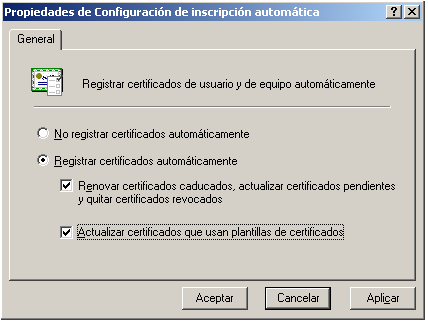 Propiedades de Configuración de inscripción automática
General
Registrar certificados de usuario y de equipo automáticamente
No registrar certificados automáticamente
Registrar certificados automáticamente
Renovar certificados caducados, actualizar certificados pendientes
y quitar certificados revocados
Actualizar certificados que usan plantillas de certificados
Aceptar
Cancelar
Aplicar